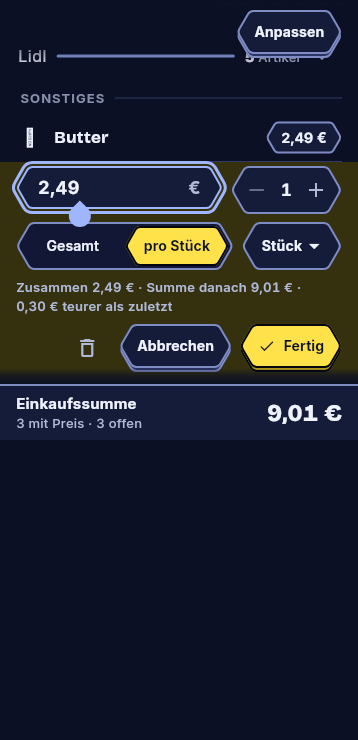 Anpassen
Lidl
5 Artikel
SONSTIGES
Butter
2,49 €
2,49 €
1
Gesamt
pro Stück
Stück
Zusammen 2,49 € · Summe danach 9,01 € ·
0,30 € teurer als zuletzt
Abbrechen
Fertig
Einkaufssumme
9,01 €
3 mit Preis · 3 offen